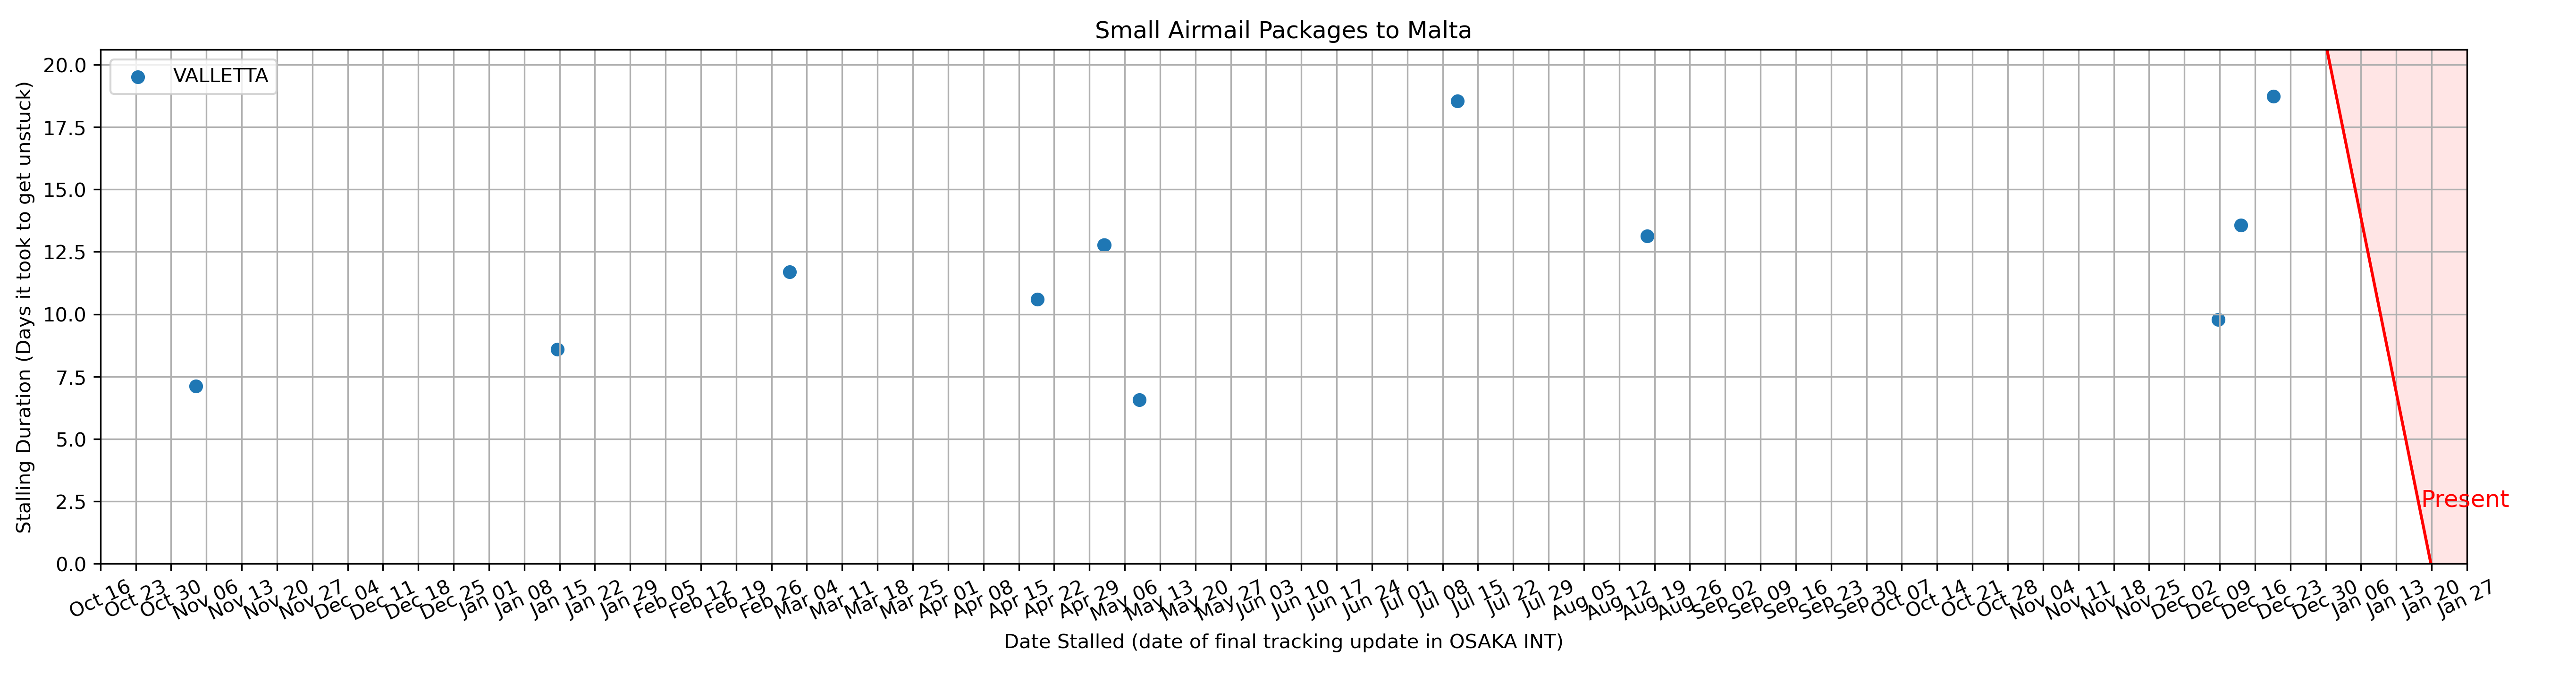 Small Airmail Packages to Malta
Stalling Duration (Days it took to get unstuck)
20.0
17.5
15.0
12.5
10.0
7.5
5.0
2.5
0.0
VALLETTA
Present
Oct 16
Oct 23
Oct 30
Nov 06
Nov 13
Nov 20
Nov 27
Dec 04
Dec 11
Dec 18
Dec 25
Jan 01
Jan 08
Jan 15
Jan 22
Jan 29
Feb 05
Feb 12
Feb 19
Feb 26
Mar 04
Mar 11
Mar 18
Mar 25
Apr 01
Apr 08
Apr 15
Apr 22
Apr 29
May 06
May 13
May 20
May 27
Jun 03
Jun 10
Jun 17
Jun 24
Jul 01
Jul 08
Jul 15
Jul 22
Jul 29
Aug 05
Aug 12
Aug 19
Aug 26
Sep 02
Sep 09
Sep 16
Sep 23
Sep 30
Oct 07
Oct 14
Oct 21
Oct 28
Nov 04
Nov 11
Nov 18
Nov 25
Dec 02
Dec 09
Dec 16
Dec 23
Dec 30
Jan 06
Jan 13
Jan 20
Jan 27
Date Stalled (date of final tracking update in OSAKA INT)